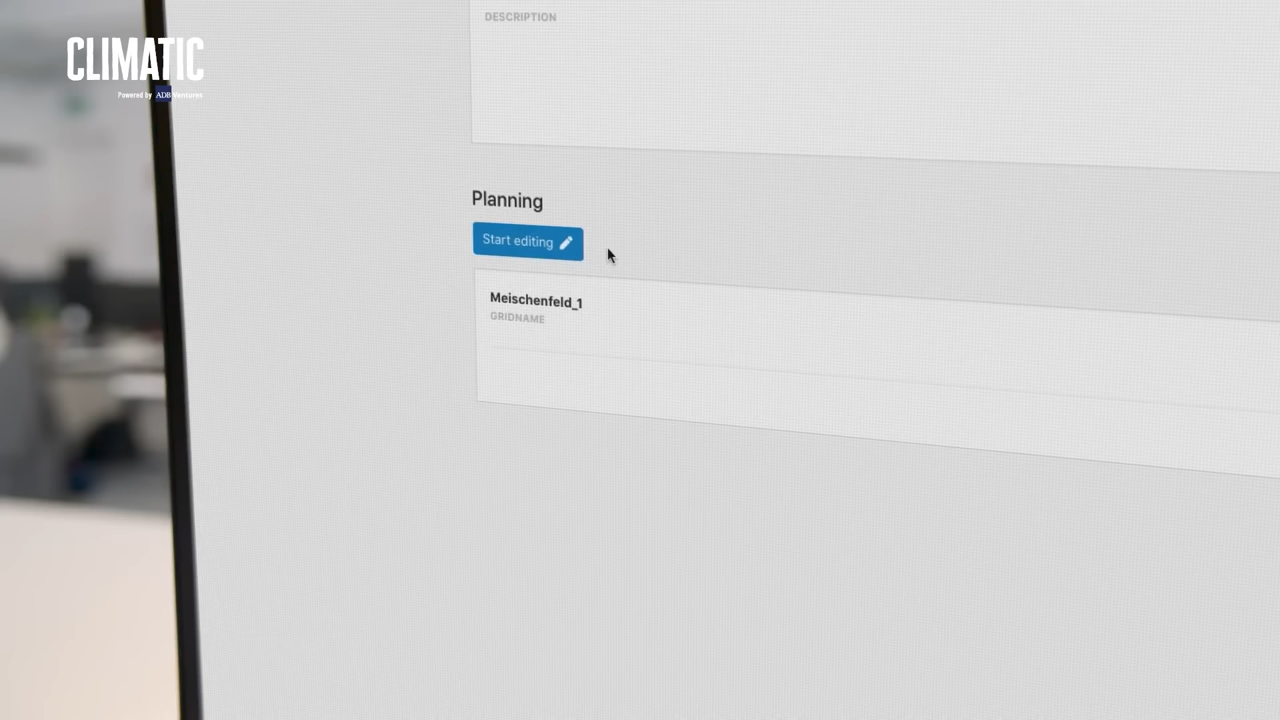 CLIMATIC
Powered by ADB Ventures
DESCRIPTION
Planning
Start editing
Meischenfeld_1
GRIDNAME